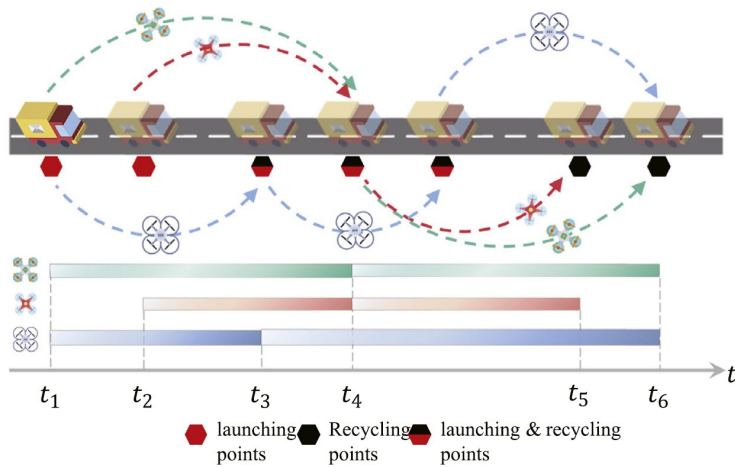 t
t1 t2 t3 t4 t5 t6
launching Recycling launching & recycling
points points points